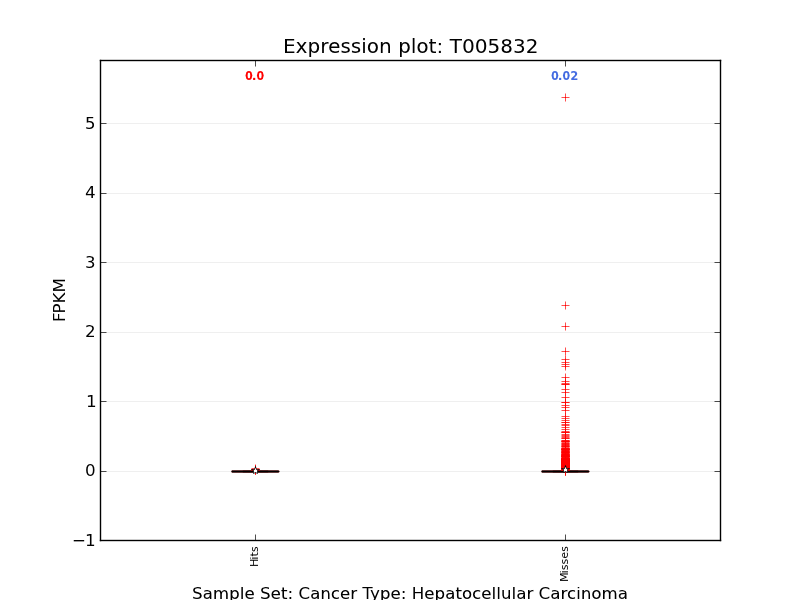 Expression plot: T005832
0.0
0.02
5
4
3
2
1
0
−1
FPKM
Hits
Misses
Sample Set: Cancer Type: Hepatocellular Carcinoma